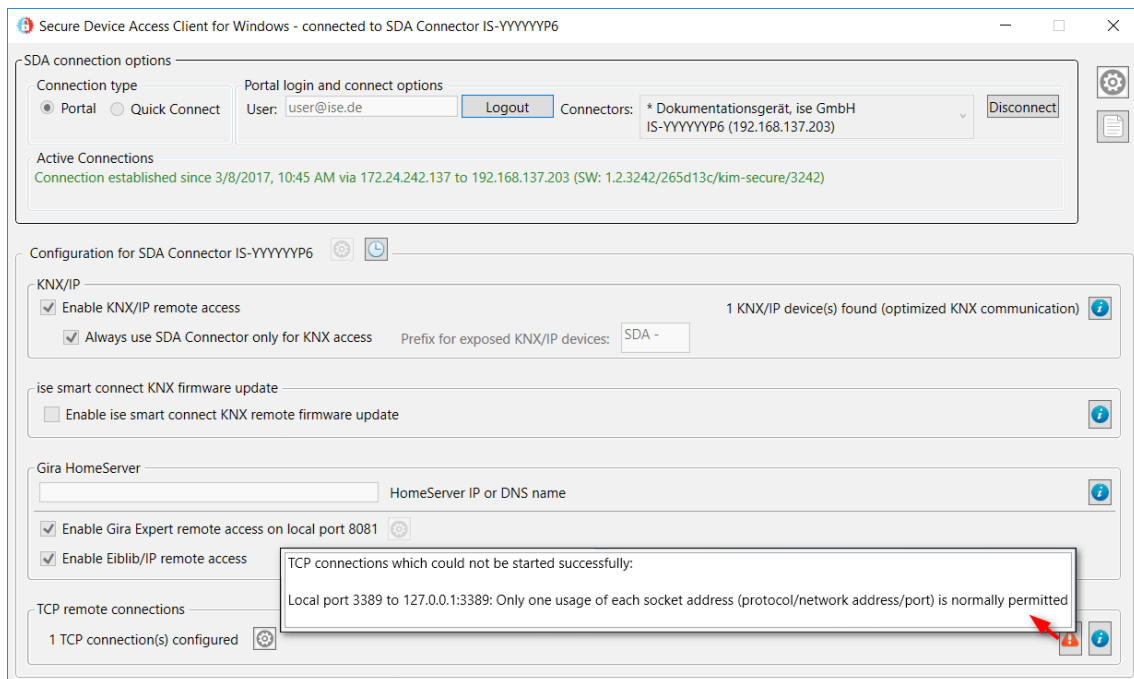 Secure Device Access Client for Windows - connected to SDA Connector IS-YYYYYYP6
SDA connection options
Connection type
Portal
Quick Connect
Portal login and connect options
User:
user@ise.de
Logout
Connectors:
* Dokumentationsgerät, ise GmbH
IS-YYYYYYP6 (192.168.137.203)
Disconnect
Active Connections
Connection established since 3/8/2017, 10:45 AM via 172.24.242.137 to 192.168.137.203 (SW: 1.2.3242/265d13c/kim-secure/3242)
Configuration for SDA Connector IS-YYYYYYP6
KNX/IP
Enable KNX/IP remote access
1 KNX/IP device(s) found (optimized KNX communication)
Always use SDA Connector only for KNX access
Prefix for exposed KNX/IP devices:
SDA -
ise smart connect KNX firmware update
Enable ise smart connect KNX remote firmware update
Gira HomeServer
HomeServer IP or DNS name
Enable Gira Expert remote access on local port 8081
Enable Eiblib/IP remote access
TCP connections which could not be started successfully:
Local port 3389 to 127.0.0.1:3389: Only one usage of each socket address (protocol/network address/port) is normally permitted
TCP remote connections
1 TCP connection(s) configured